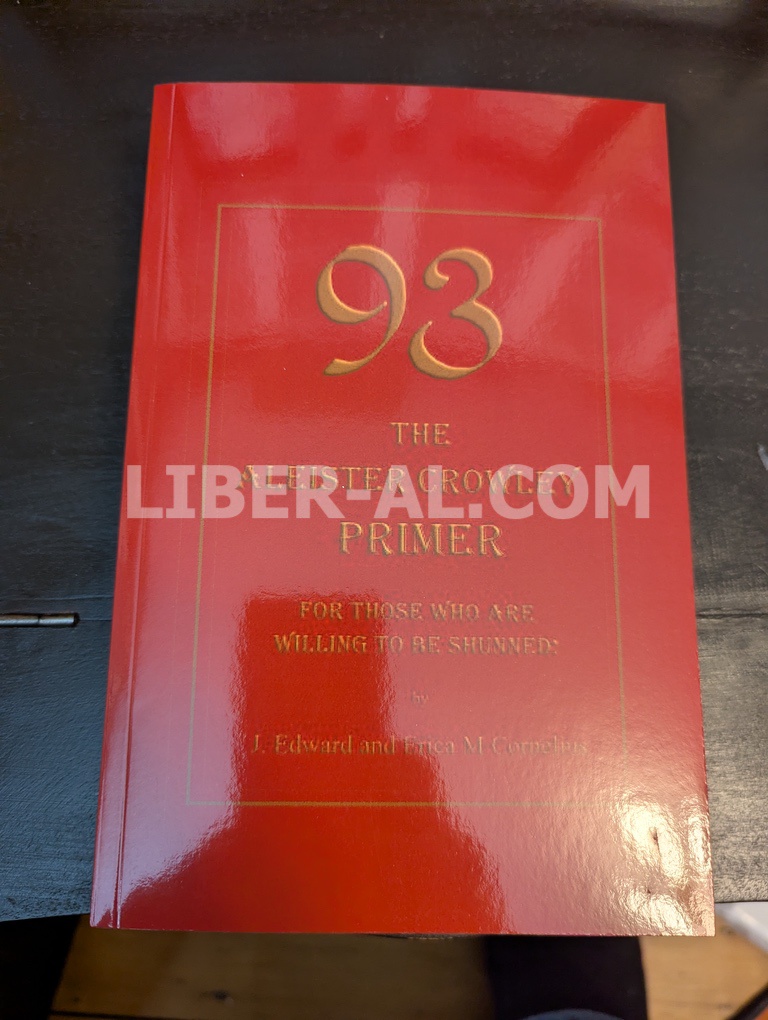 93
THE
ALEISTER CROWLEY
LIBER-AL.COM
PRIMER
FOR THOSE WHO ARE
WILLING TO BE SHUNNED:
by
J. Edward and Erica M Cornelius